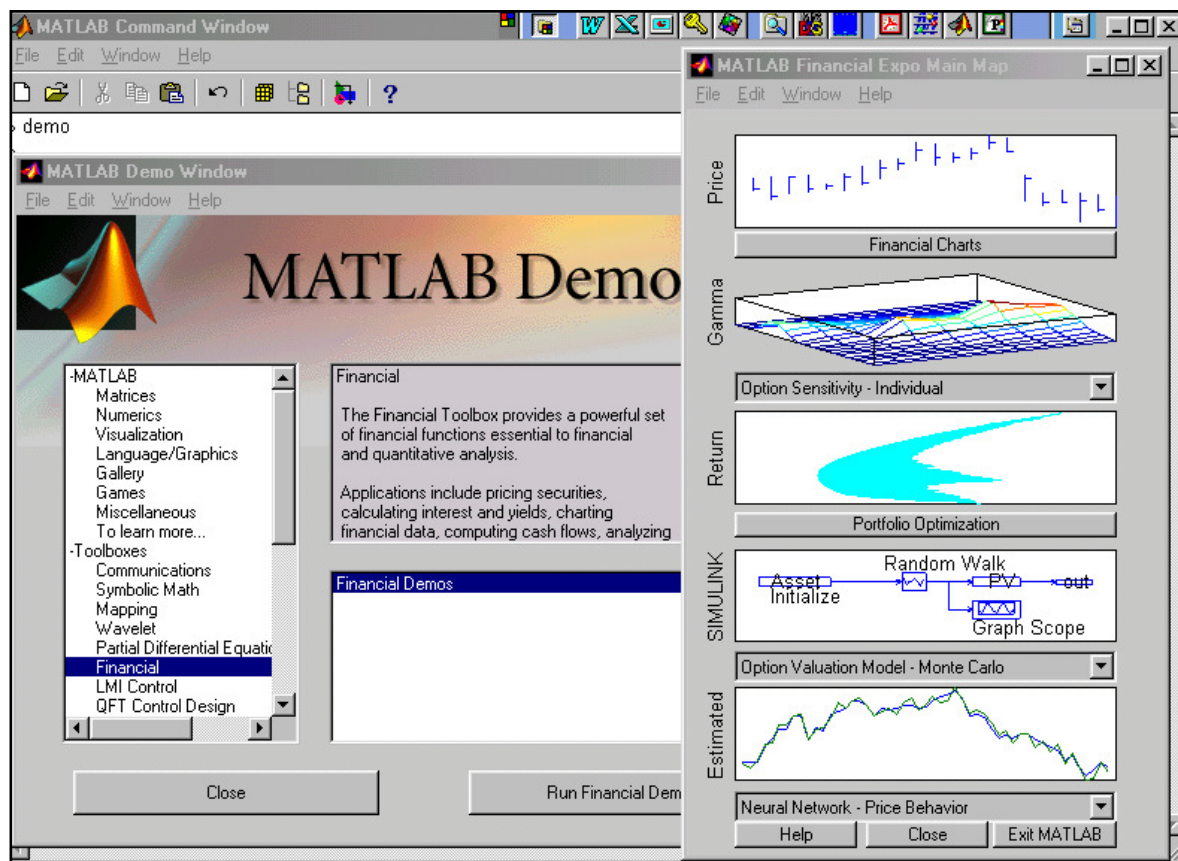 MATLAB Command Window
File Edit Window Help
demo
MATLAB Demo Window
File Edit Window Help
MATLAB Demo
-MATLAB
Matrices
Numerics
Visualization
Language/Graphics
Gallery
Games
Miscellaneous
To learn more...
-Toolboxes
Communications
Symbolic Math
Mapping
Wavelet
Partial Differential Equatic
Financial
LMI Control
QFT Control Design
Financial
The Financial Toolbox provides a powerful set
of financial functions essential to financial
and quantitative analysis.
Applications include pricing securities,
calculating interest and yields, charting
financial data, computing cash flows, analyzing
Financial Demos
Close
Run Financial Dem
MATLAB Financial Expo Main Map
File Edit Window Help
Price
Financial Charts
Gamma
Option Sensitivity - Individual
Return
Portfolio Optimization
SIMULINK
Random Walk
Asset
Initialize
PV
out
Graph Scope
Option Valuation Model - Monte Carlo
Estimated
Neural Network - Price Behavior
Help Close Exit MATLAB